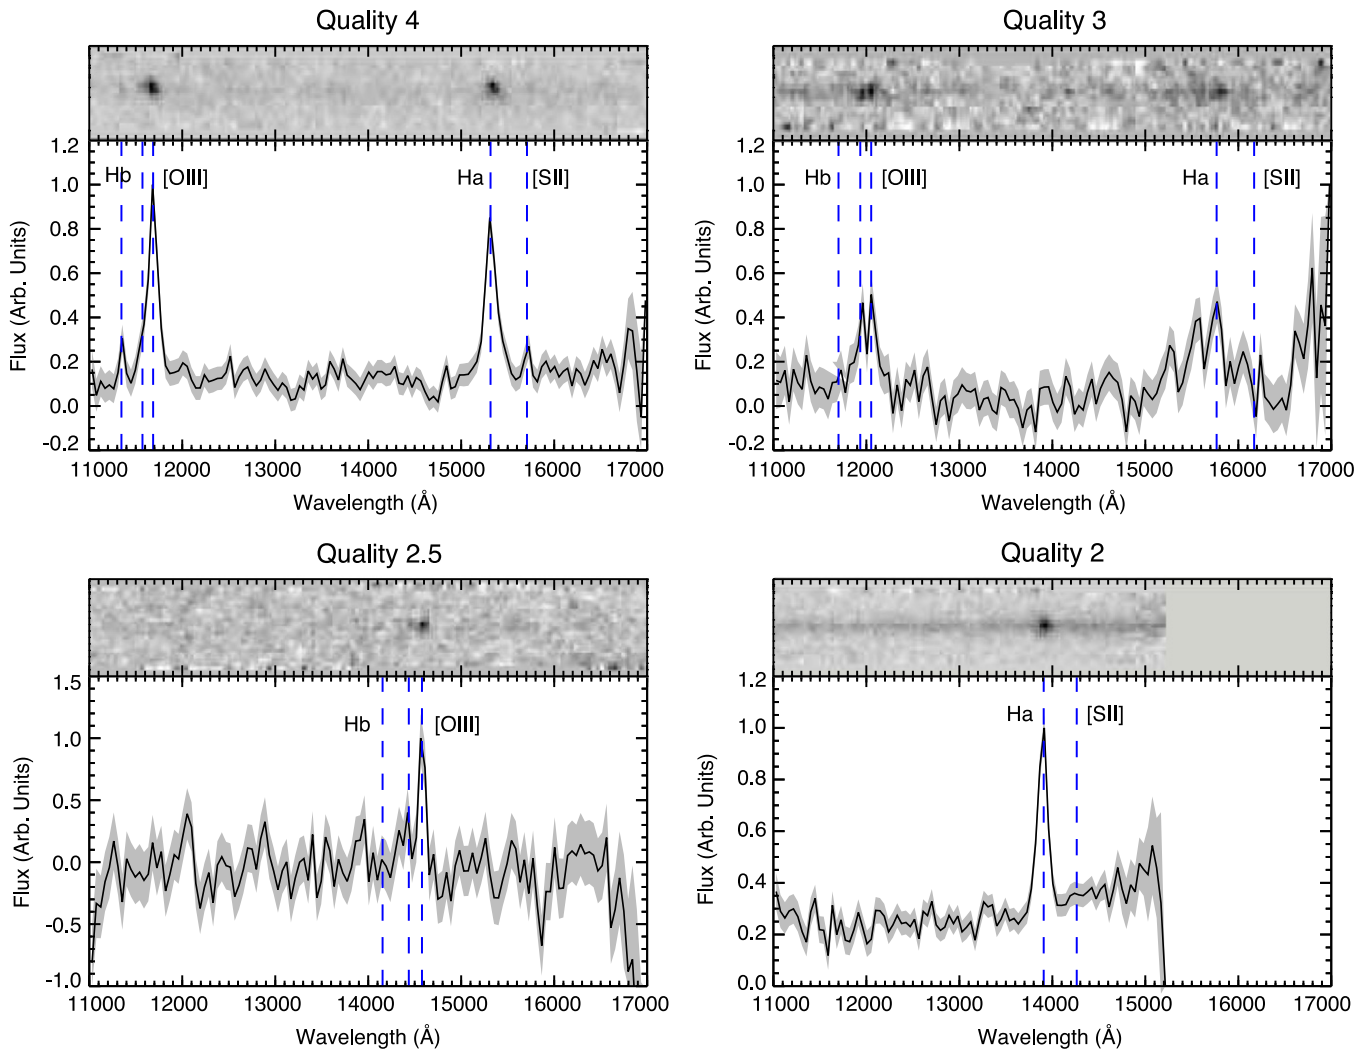 Quality 4
Hb
[OIII]
Ha
[SII]
1.2
1.0
0.8
0.6
0.4
0.2
0.0
-0.2
Flux (Arb. Units)
11000 12000 13000 14000 15000 16000 17000
Wavelength (Å)
Quality 3
Hb
[OIII]
Ha
[SII]
1.2
1.0
0.8
0.6
0.4
0.2
0.0
-0.2
Flux (Arb. Units)
11000 12000 13000 14000 15000 16000 17000
Wavelength (Å)
Quality 2.5
Hb
[OIII]
1.5
1.0
0.5
0.0
-0.5
-1.0
Flux (Arb. Units)
11000 12000 13000 14000 15000 16000 17000
Wavelength (Å)
Quality 2
Ha
[SII]
1.2
1.0
0.8
0.6
0.4
0.2
0.0
Flux (Arb. Units)
11000 12000 13000 14000 15000 16000 17000
Wavelength (Å)